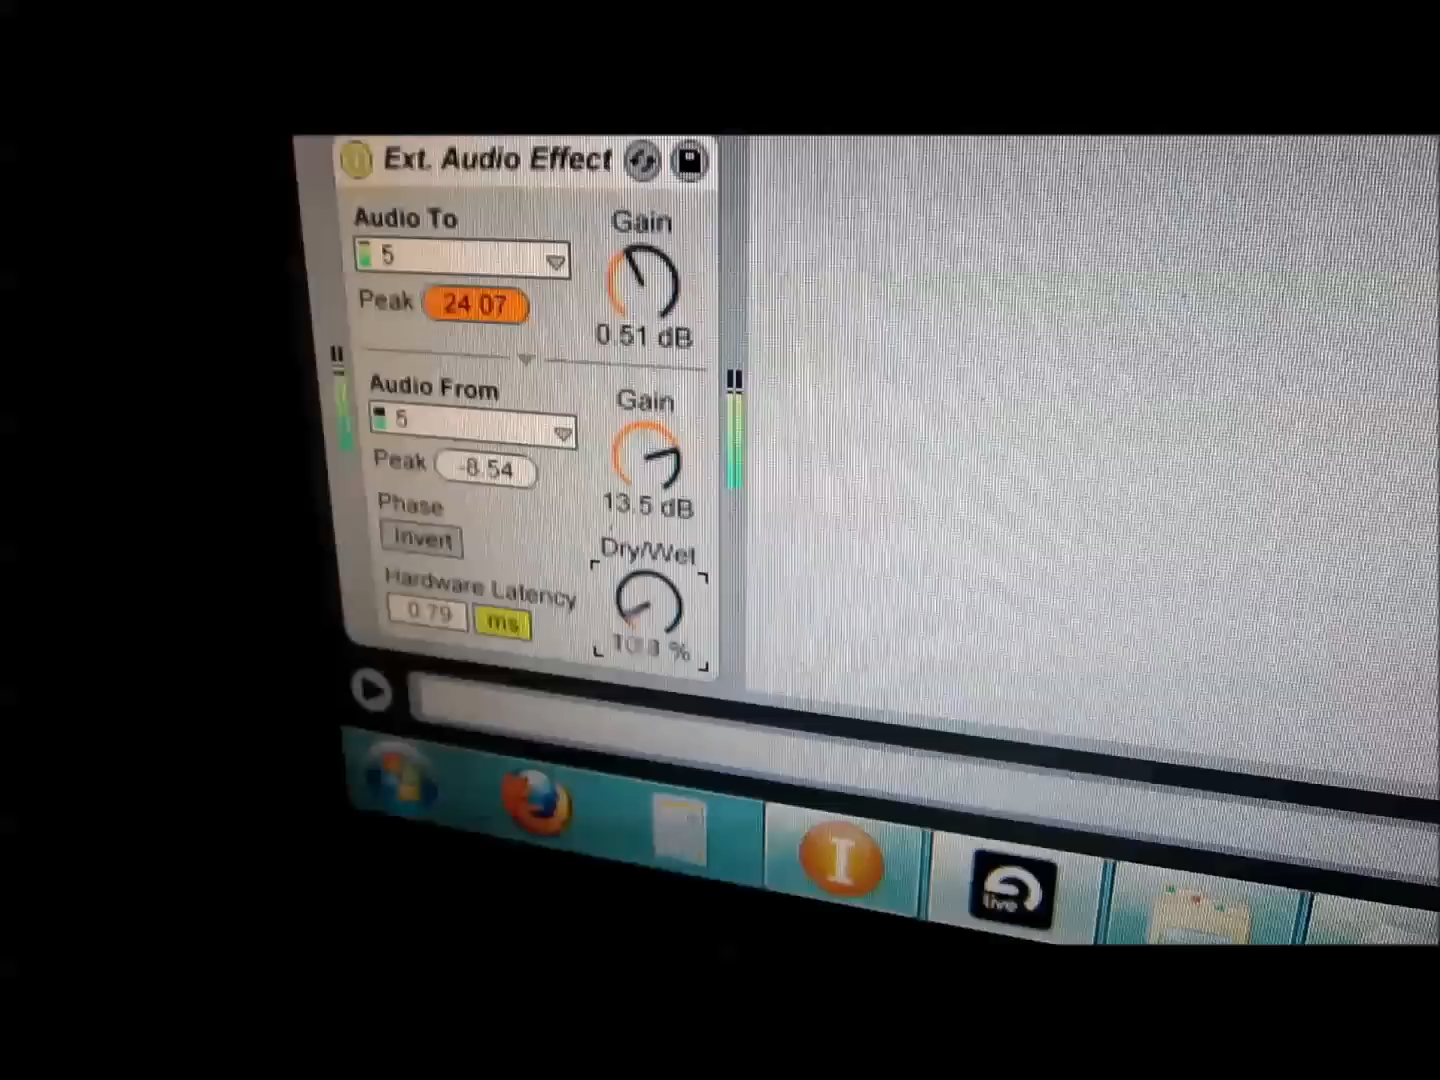 Ext. Audio Effect
Audio To
Gain
5
Peak 24 07
0.51 dB
Audio From
Gain
5
Peak -8.54
13.5 dB
Phase
Invert
Dry/Wet
Hardware Latency
0.79 ms
%
I
live